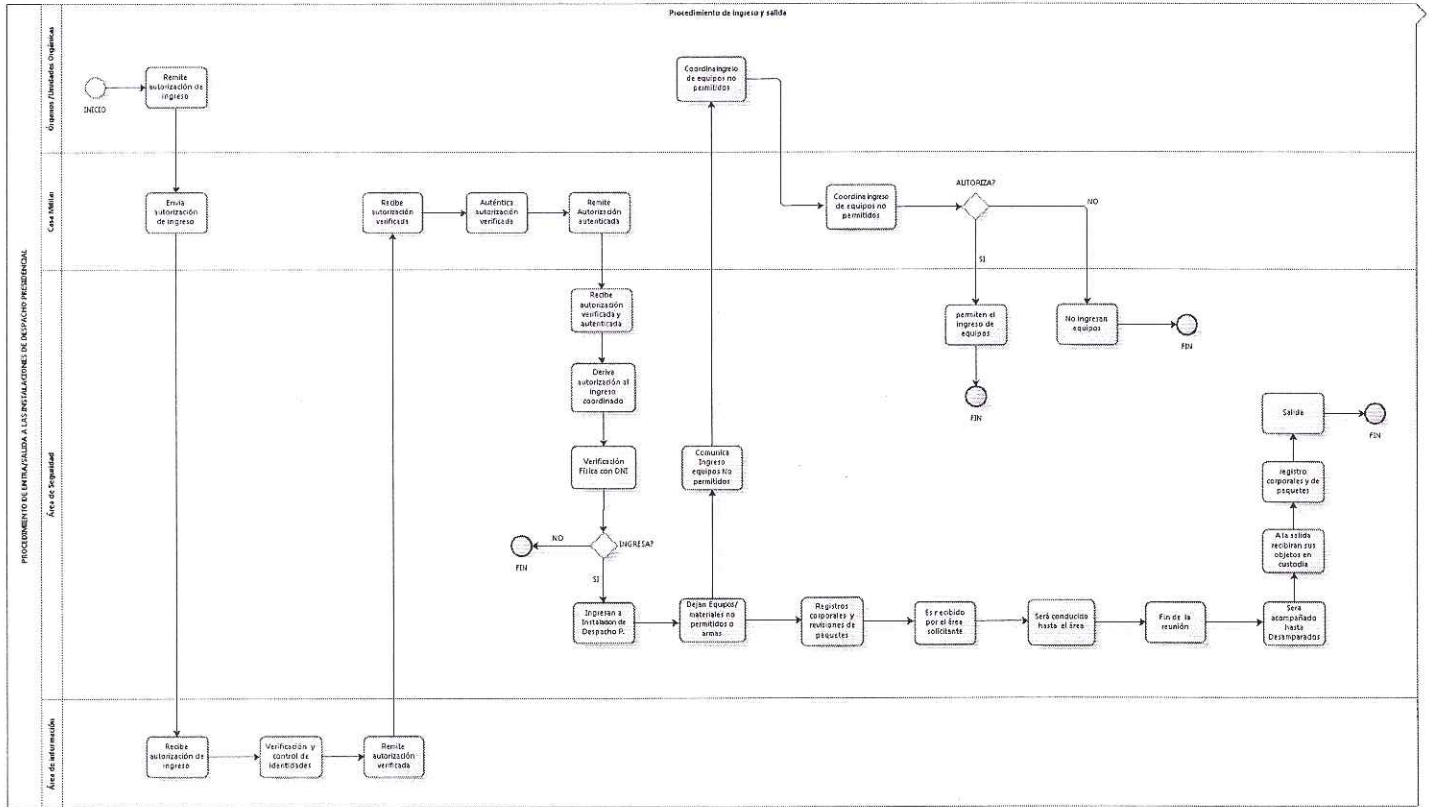 Procedimiento de ingreso y salida
PROCEDIMIENTO DE ENTRA/SALIDA A LAS INSTALACIONES DE DESPACHO PRESIDENCIAL
Órganos /Unidades Orgánicas
INICIO
Remite
autorización de
ingreso
Coordina ingreso
de equipos no
permitidos
Casa Militar
Envía
autorización
de ingreso
Recibe
autorización
verificada
Auténtica
autorización
verificada
Remite
Autorización
autenticada
Coordina ingreso
de equipos no
permitidos
AUTORIZA?
NO
SI
Área de Seguridad
Recibe
autorización
verificada y
autenticada
Deriva
autorización al
ingreso
coordinado
Verificación
Física con DNI
INGRESA?
NO
FIN
SI
Ingresan a
Instalacion de
Despacho P.
Dejan Equipos/
materiales no
permitidos o
armas
Comunica
Ingreso
equipos No
permitidos
permiten el
ingreso de
equipos
FIN
No ingresan
equipos
FIN
Registros
corporales y
revisiones de
paquetes
Es recibido
por el área
solicitante
Será conducido
hasta el área
Fin de la
reunión
Sera
acompañado
hasta
Desamparados
A la salida
recibiran sus
objetos en
custodia
registro
corporales y de
paquetes
Salida
FIN
Área de información
Recibe
autorización de
ingreso
Verificación y
control de
identidades
Remite
autorización
verificada